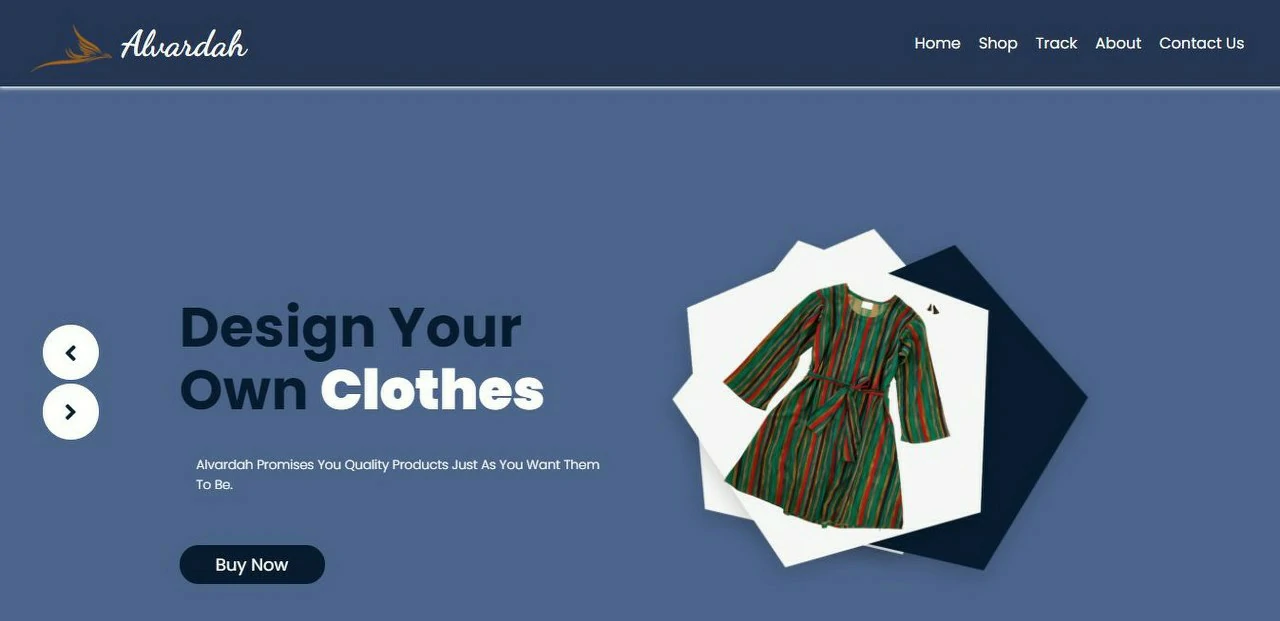 Alvardah
Home Shop Track About Contact Us
Design Your
Own Clothes
Alvardah Promises You Quality Products Just As You Want Them
To Be.
Buy Now